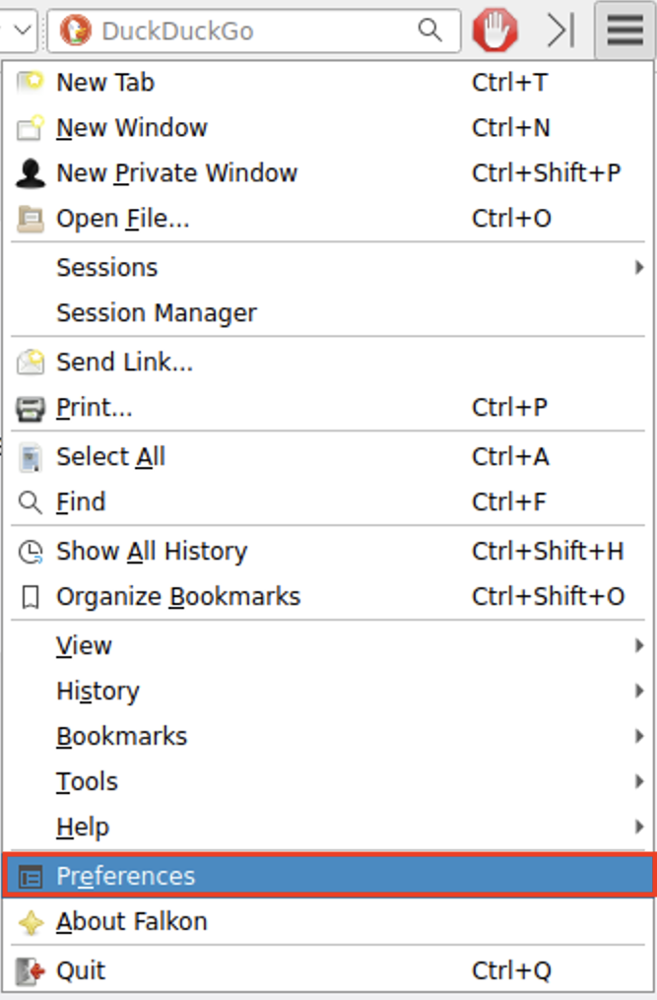 DuckDuckGo
New Tab Ctrl+T
New Window Ctrl+N
New Private Window Ctrl+Shift+P
Open File... Ctrl+O
Sessions
Session Manager
Send Link...
Print... Ctrl+P
Select All Ctrl+A
Find Ctrl+F
Show All History Ctrl+Shift+H
Organize Bookmarks Ctrl+Shift+O
View
History
Bookmarks
Tools
Help
Preferences
About Falkon
Quit Ctrl+Q